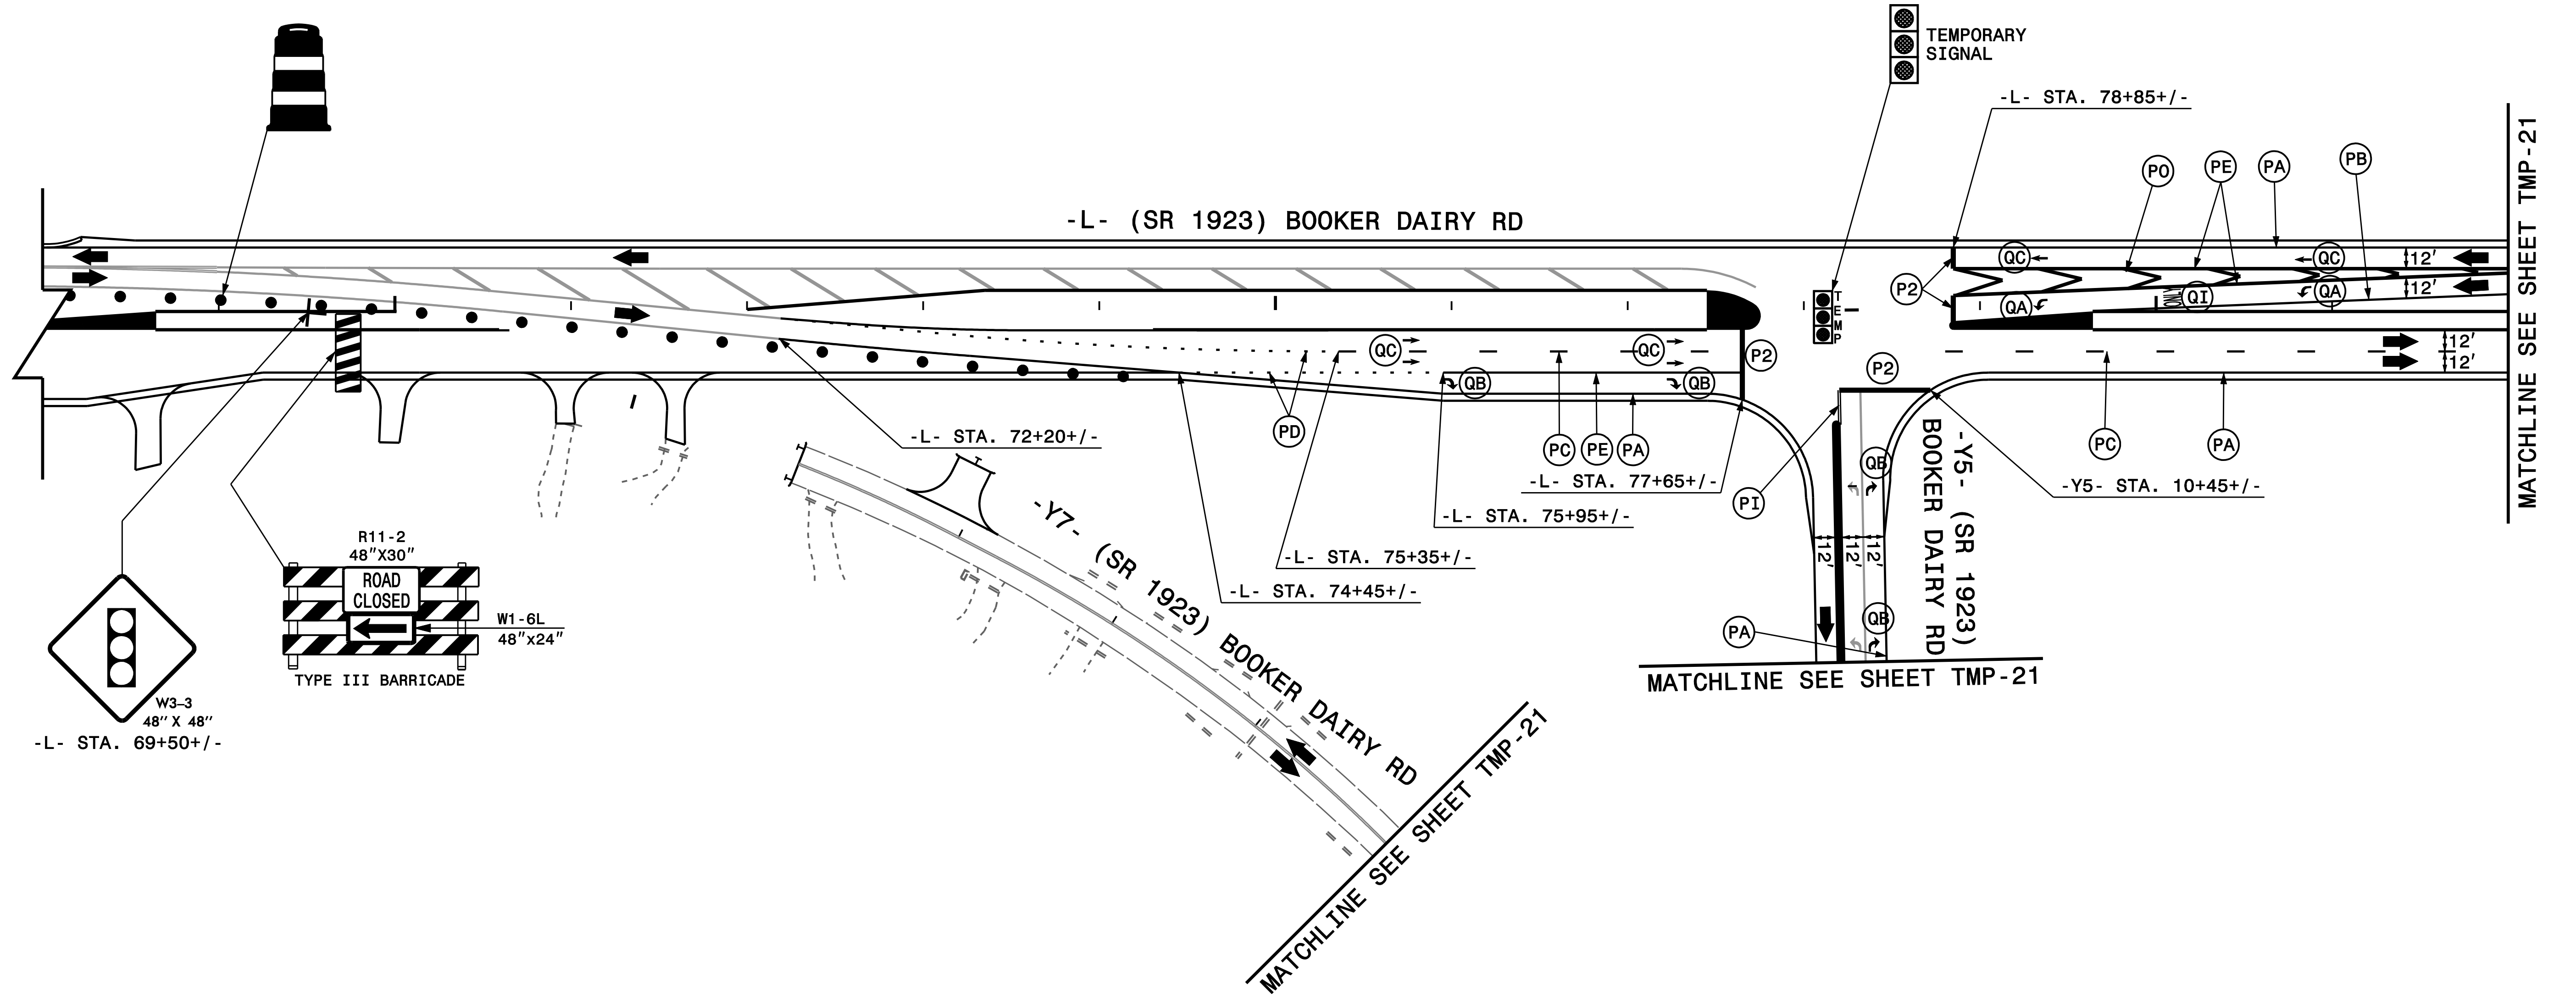 TEMPORARY
SIGNAL
-L- STA. 78+85+/-
PO
PE
PA
PB
-L- (SR 1923) BOOKER DAIRY RD
QC
QC
12'
P2
QA
QI
QA
12'
TEMP
MATCHLINE SEE SHEET TMP-21
QC
QC
P2
12'
12'
QB
QB
P2
PD
-L- STA. 72+20+/-
PC
PE
PA
PC
PA
-L- STA. 77+65+/-
PI
QB
-Y5- STA. 10+45+/-
-L- STA. 75+95+/-
-Y5- (SR 1923)
BOOKER DAIRY RD
-Y7- (SR 1923) BOOKER DAIRY RD
12'
12'
12'
-L- STA. 75+35+/-
-L- STA. 74+45+/-
R11-2
48"X30"
ROAD
CLOSED
W1-6L
48"x24"
TYPE III BARRICADE
QB
PA
MATCHLINE SEE SHEET TMP-21
W3-3
48" X 48"
-L- STA. 69+50+/-
MATCHLINE SEE SHEET TMP-21